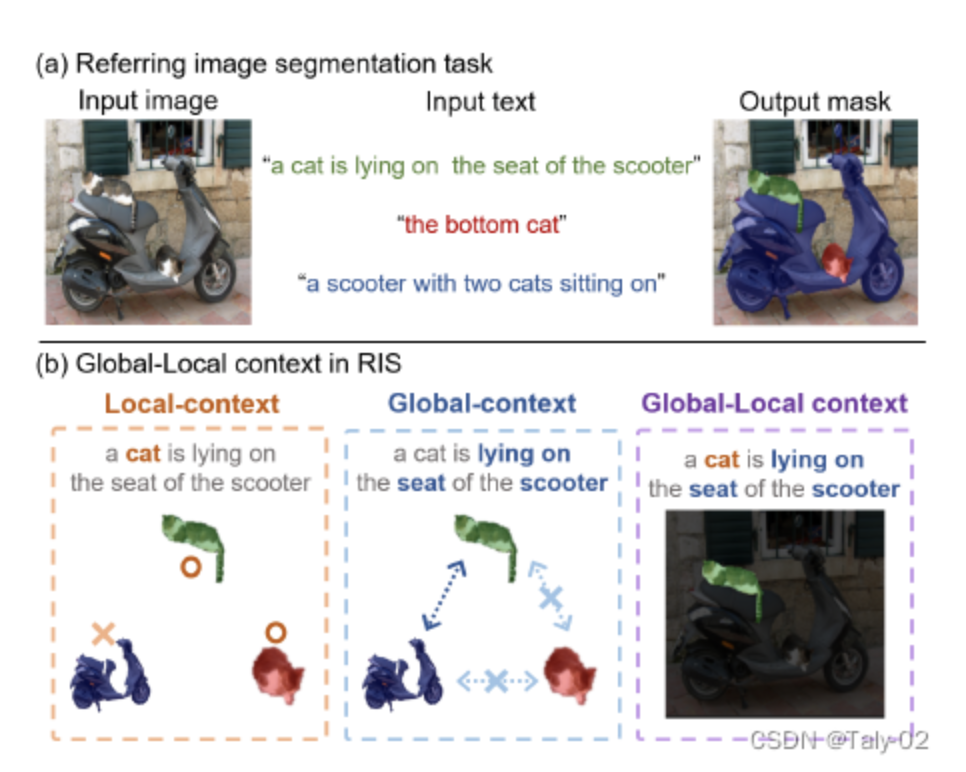 (a) Referring image segmentation task
Input image
Input text
Output mask
“a cat is lying on the seat of the scooter”
“the bottom cat”
“a scooter with two cats sitting on”
(b) Global-Local context in RIS
Local-context
a cat is lying on
the seat of the scooter
Global-context
a cat is lying on
the seat of the scooter
Global-Local context
a cat is lying on
the seat of the scooter
CSDN @Taly-02